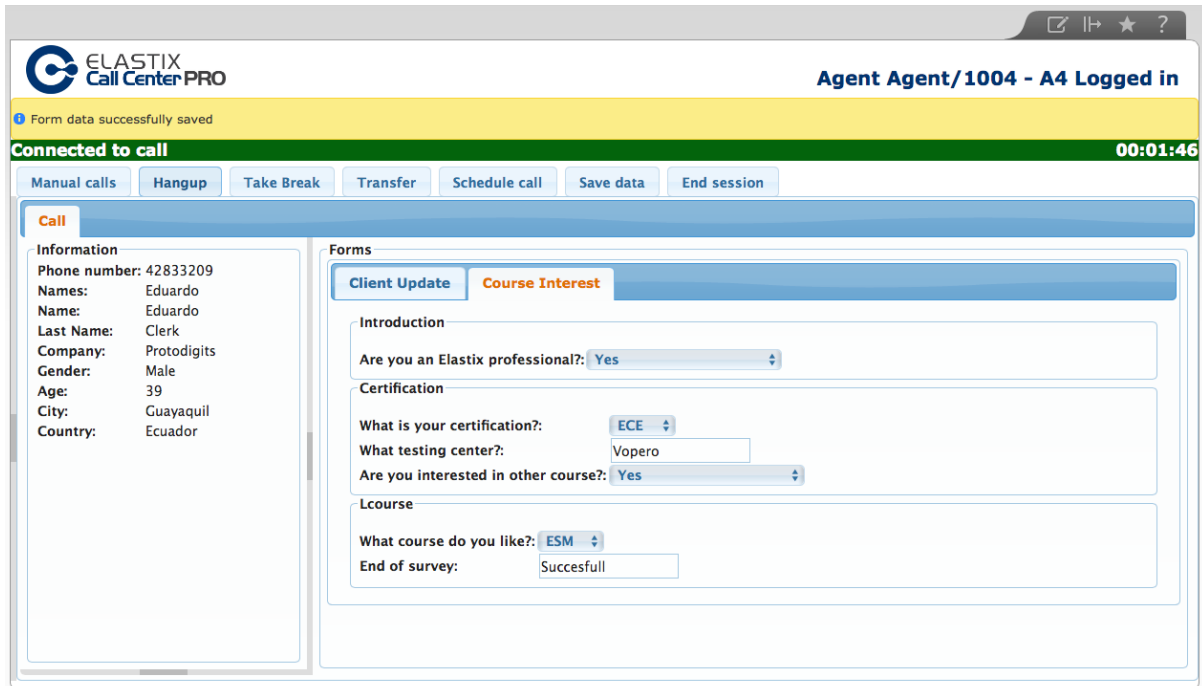 ELASTIX
Call Center PRO
Agent Agent/1004 - A4 Logged in
Form data successfully saved
Connected to call 00:01:46
Manual calls Hangup Take Break Transfer Schedule call Save data End session
Call
Information
Phone number: 42833209
Names: Eduardo
Name: Eduardo
Last Name: Clerk
Company: Protodigits
Gender: Male
Age: 39
City: Guayaquil
Country: Ecuador
Forms
Client Update Course Interest
Introduction
Are you an Elastix professional?: Yes
Certification
What is your certification?: ECE
What testing center?: Vopero
Are you interested in other course?: Yes
Lcourse
What course do you like?: ESM
End of survey: Succesfull